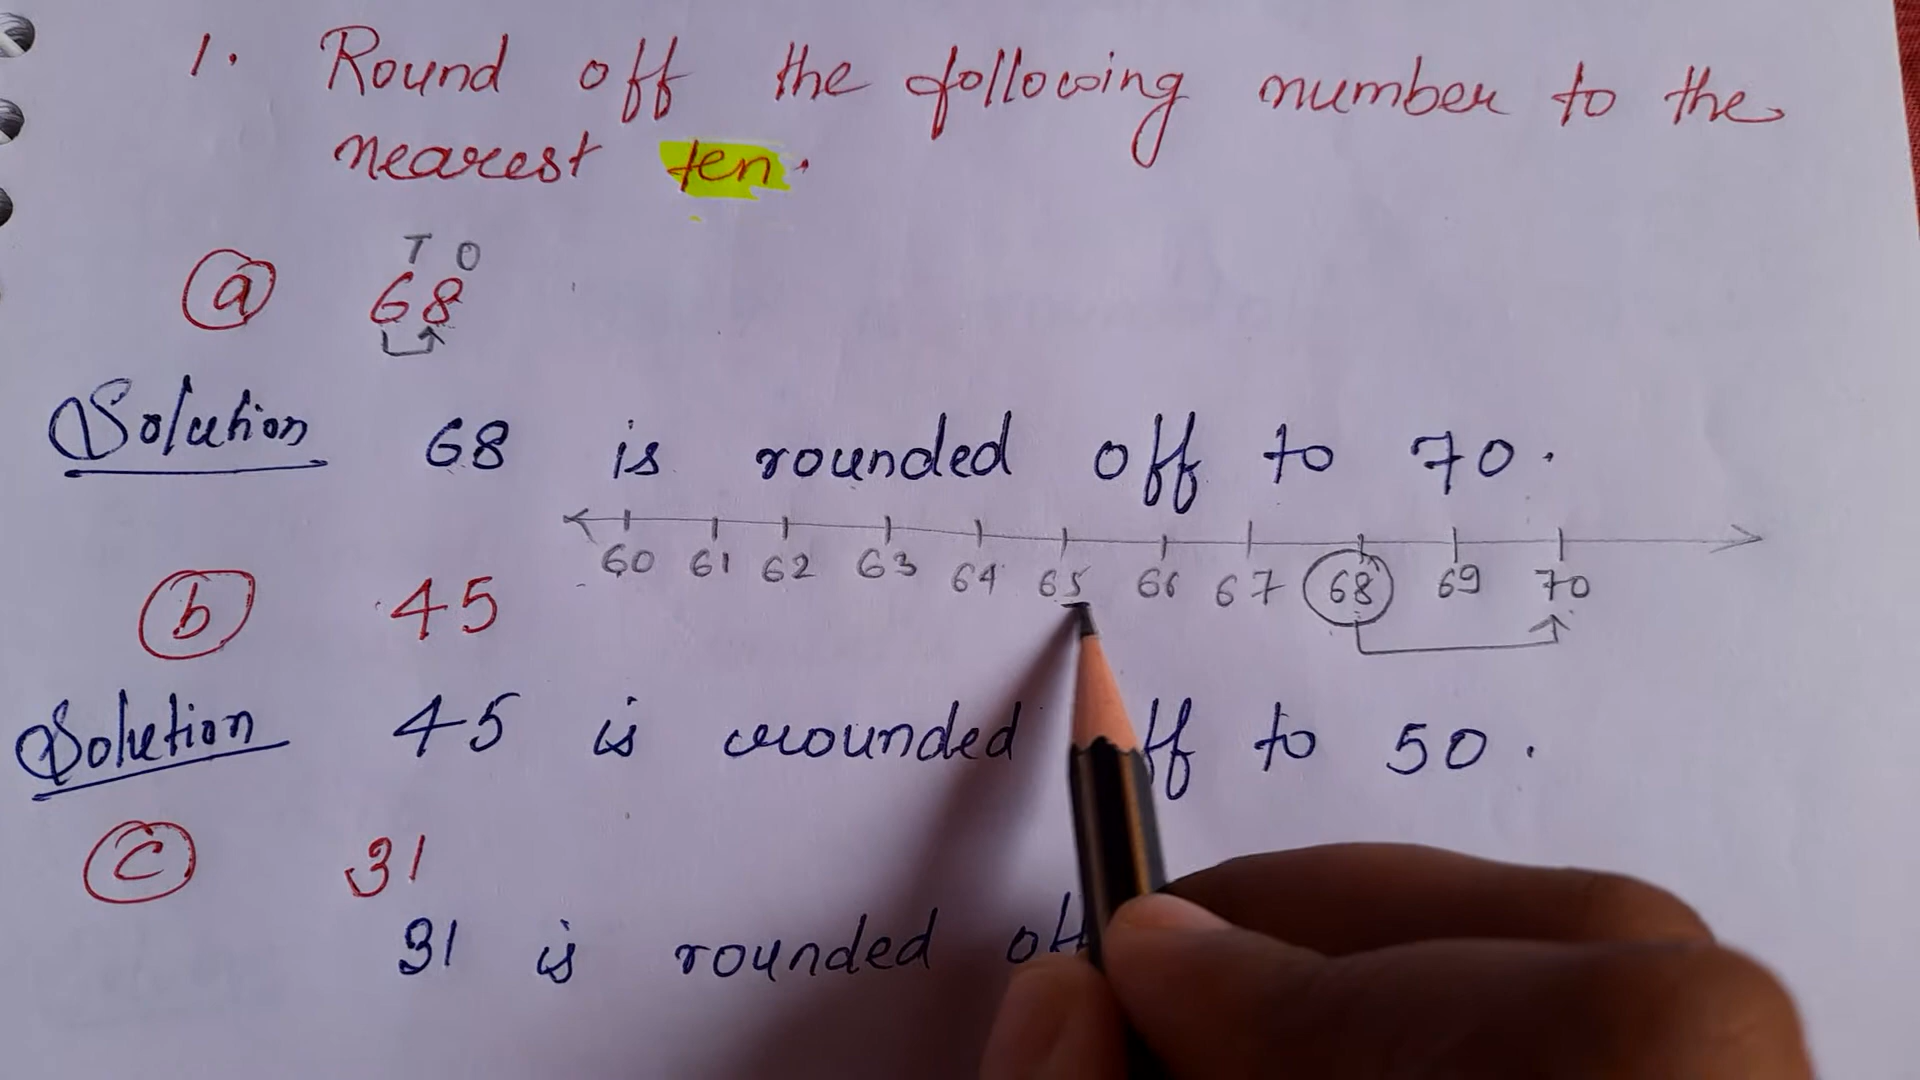 1. Round off the following number to the
nearest ten.
T O
a 68
Solution 68 is rounded off to 70.
60 61 62 63 64 65 66 67 68 69 70
b 45
Solution 45 is rounded ff to 50.
c 31
31 is rounded